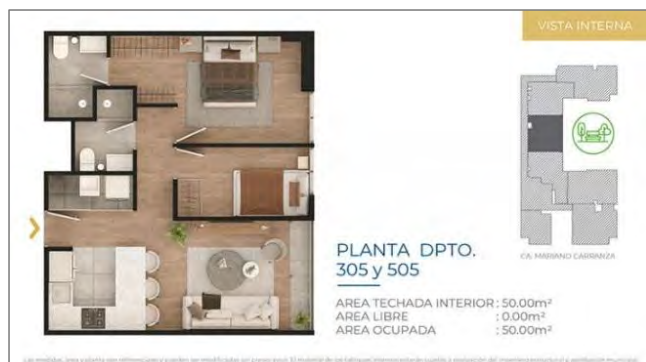 VISTA INTERNA
CA. MARIANO CARRANZA
PLANTA DPTO.
305 y 505
AREA TECHADA INTERIOR : 50.00m²
AREA LIBRE : 0.00m²
AREA OCUPADA : 50.00m²